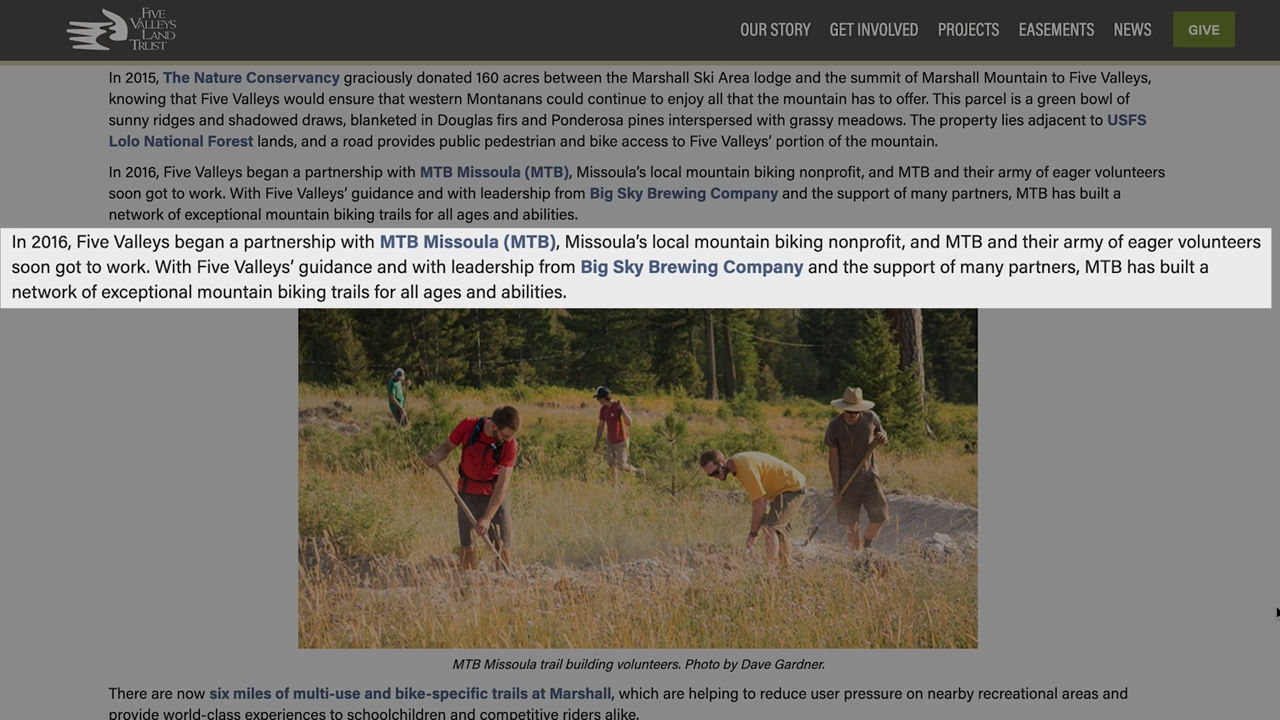 FIVE
VALLEYS
LAND
TRUST
OUR STORY GET INVOLVED PROJECTS EASEMENTS NEWS GIVE
In 2015, The Nature Conservancy graciously donated 160 acres between the Marshall Ski Area lodge and the summit of Marshall Mountain to Five Valleys,
knowing that Five Valleys would ensure that western Montanans could continue to enjoy all that the mountain has to offer. This parcel is a green bowl of
sunny ridges and shadowed draws, blanketed in Douglas firs and Ponderosa pines interspersed with grassy meadows. The property lies adjacent to USFS
Lolo National Forest lands, and a road provides public pedestrian and bike access to Five Valleys’ portion of the mountain.
In 2016, Five Valleys began a partnership with MTB Missoula (MTB), Missoula’s local mountain biking nonprofit, and MTB and their army of eager volunteers
soon got to work. With Five Valleys’ guidance and with leadership from Big Sky Brewing Company and the support of many partners, MTB has built a
network of exceptional mountain biking trails for all ages and abilities.
In 2016, Five Valleys began a partnership with MTB Missoula (MTB), Missoula’s local mountain biking nonprofit, and MTB and their army of eager volunteers
soon got to work. With Five Valleys’ guidance and with leadership from Big Sky Brewing Company and the support of many partners, MTB has built a
network of exceptional mountain biking trails for all ages and abilities.
MTB Missoula trail building volunteers. Photo by Dave Gardner.
There are now six miles of multi-use and bike-specific trails at Marshall, which are helping to reduce user pressure on nearby recreational areas and
provide world-class experiences to schoolchildren and competitive riders alike.